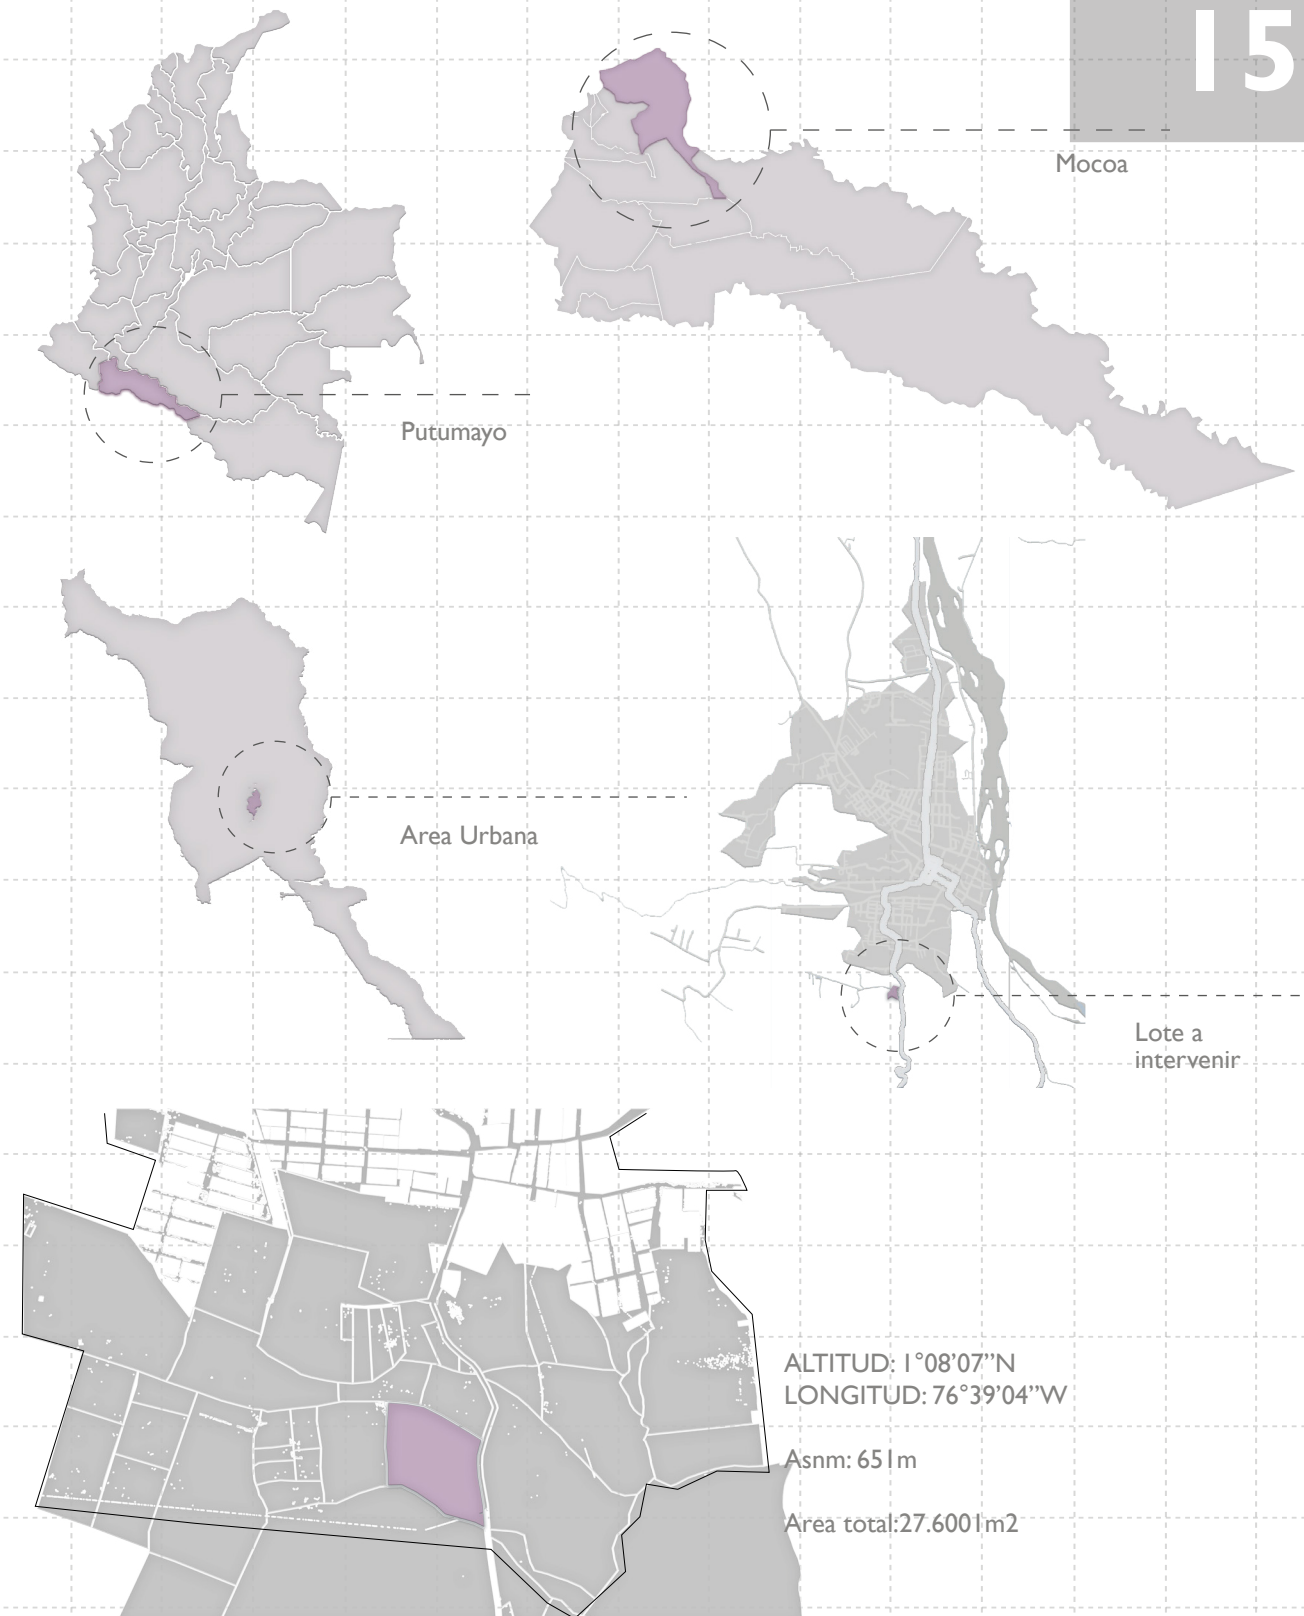 15
Mocoa
Putumayo
Area Urbana
Lote a
intervenir
ALTITUD: 1°08’07”N
LONGITUD: 76°39’04”W
Asnm: 651m
Area total:27.6001m2